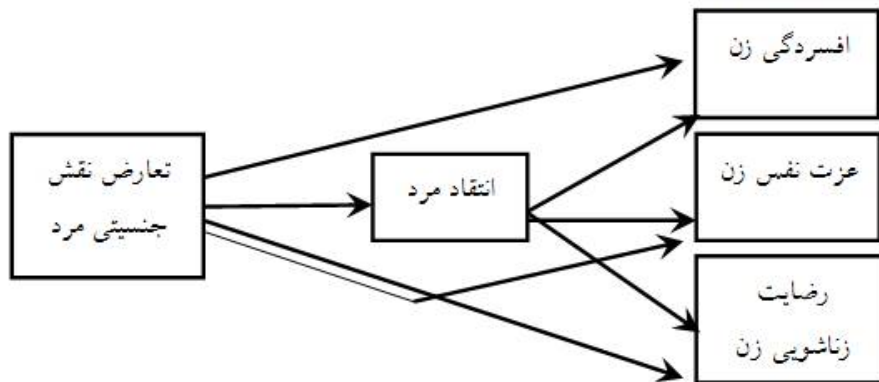 افسردگی زن
تعارض نقش
جنسیتی مرد
انتقاد مرد
عزت نفس زن
رضایت
زناشویی زن